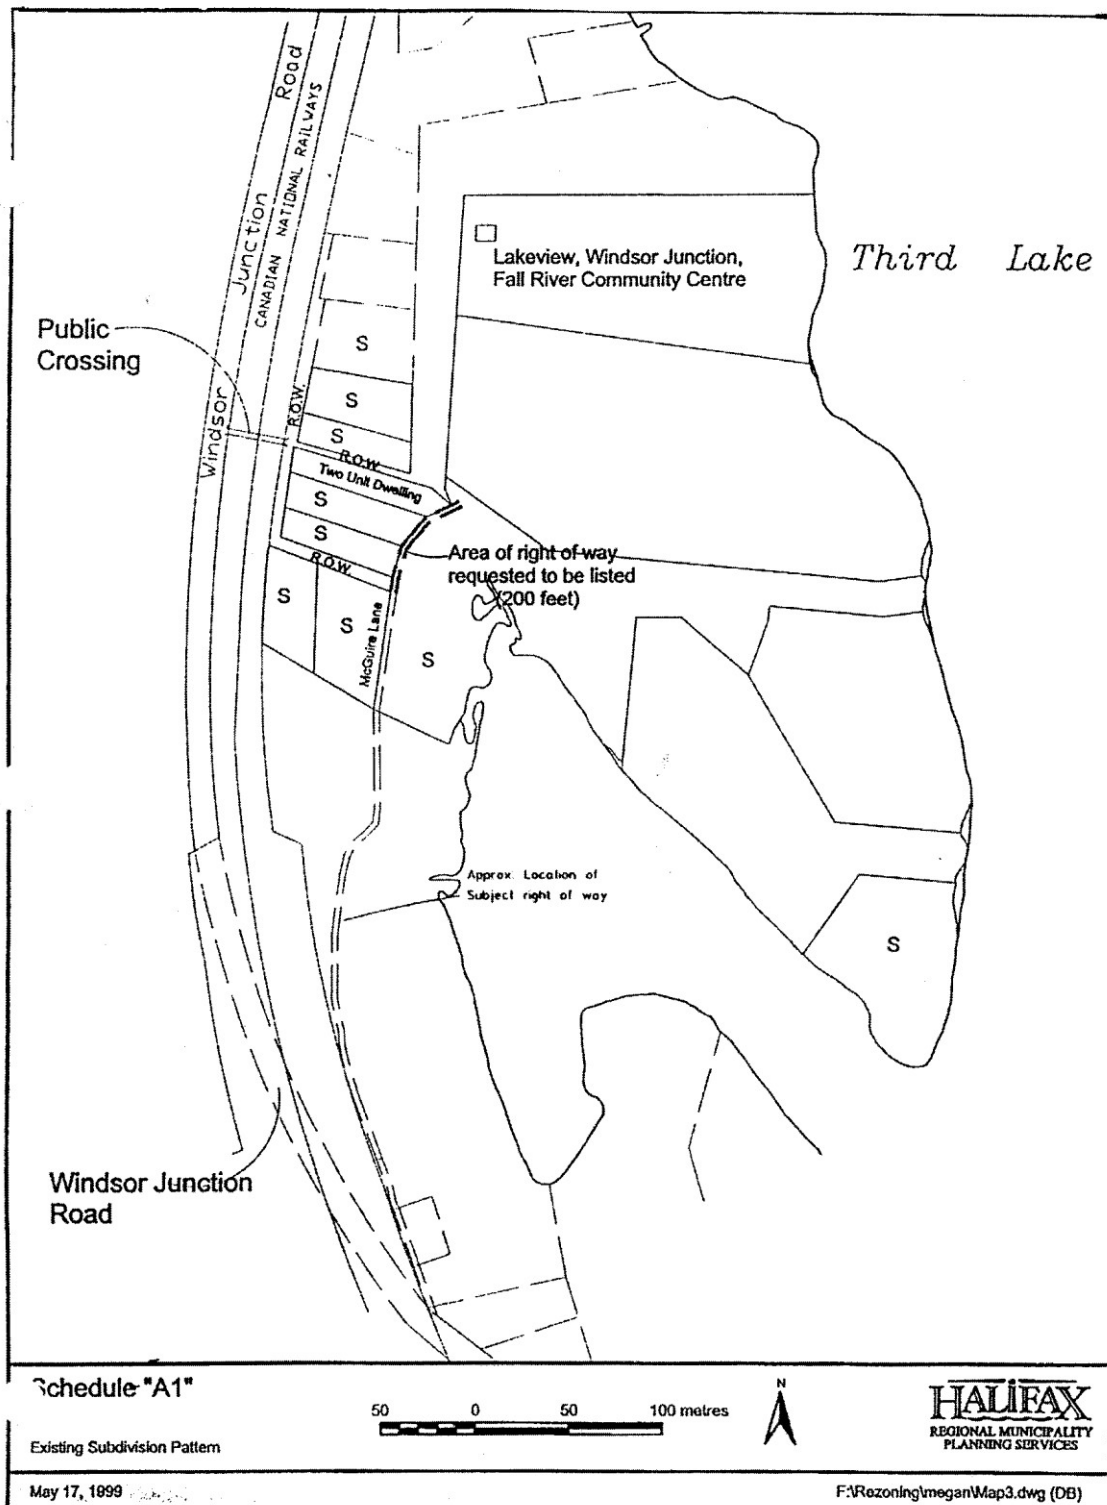 Windsor Junction Road
CANADIAN NATIONAL RAILWAYS
Third Lake
Lakeview, Windsor Junction,
Fall River Community Centre
Public
Crossing
S
R.O.W.
S
S
R.O.W.
Two Unit Dwelling
S
S
Area of right of way
requested to be listed
(200 feet)
R.O.W.
S
S
McGuire Lane
S
Approx. Location of
Subject right of way
S
Windsor Junction
Road
Schedule "A1"
Existing Subdivision Pattern
50 0 50 100 metres
N
HALIFAX
REGIONAL MUNICIPALITY
PLANNING SERVICES
May 17, 1999
F:\Rezoning\megan\Map3.dwg (DB)